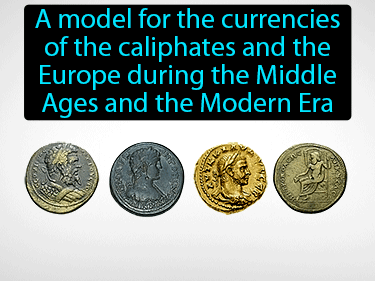 A model for the currencies
of the caliphates and the
Europe during the Middle
Ages and the Modern Era